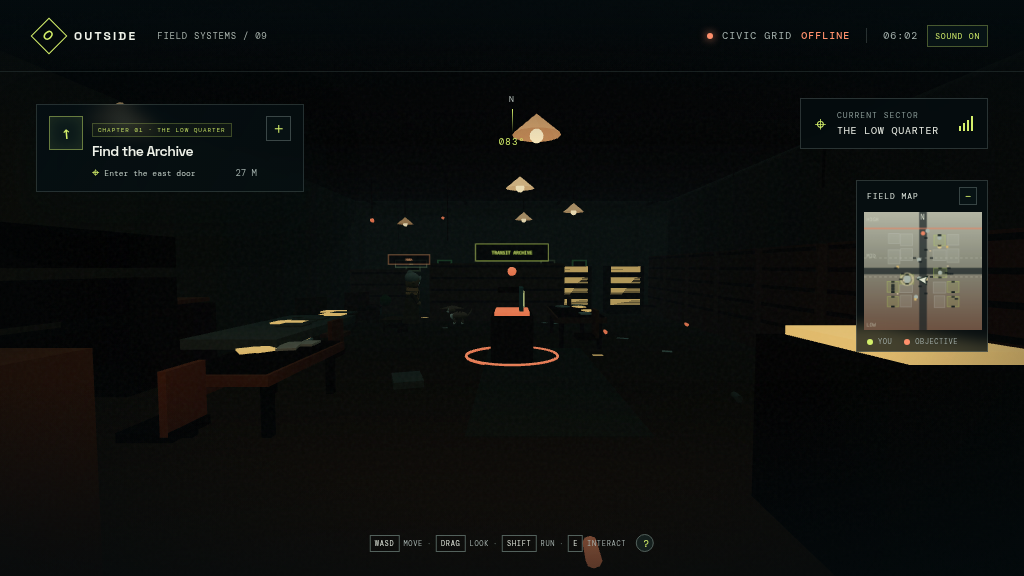 OUTSIDE
FIELD SYSTEMS / 09
CIVIC GRID OFFLINE
06:02
SOUND ON
CHAPTER 01 · THE LOW QUARTER
Find the Archive
Enter the east door
27 M
N
083°
CURRENT SECTOR
THE LOW QUARTER
FIELD MAP
N
MID
LOW
YOU
OBJECTIVE
TRANSIT ARCHIVE
WASD MOVE · DRAG LOOK · SHIFT RUN · E INTERACT ?